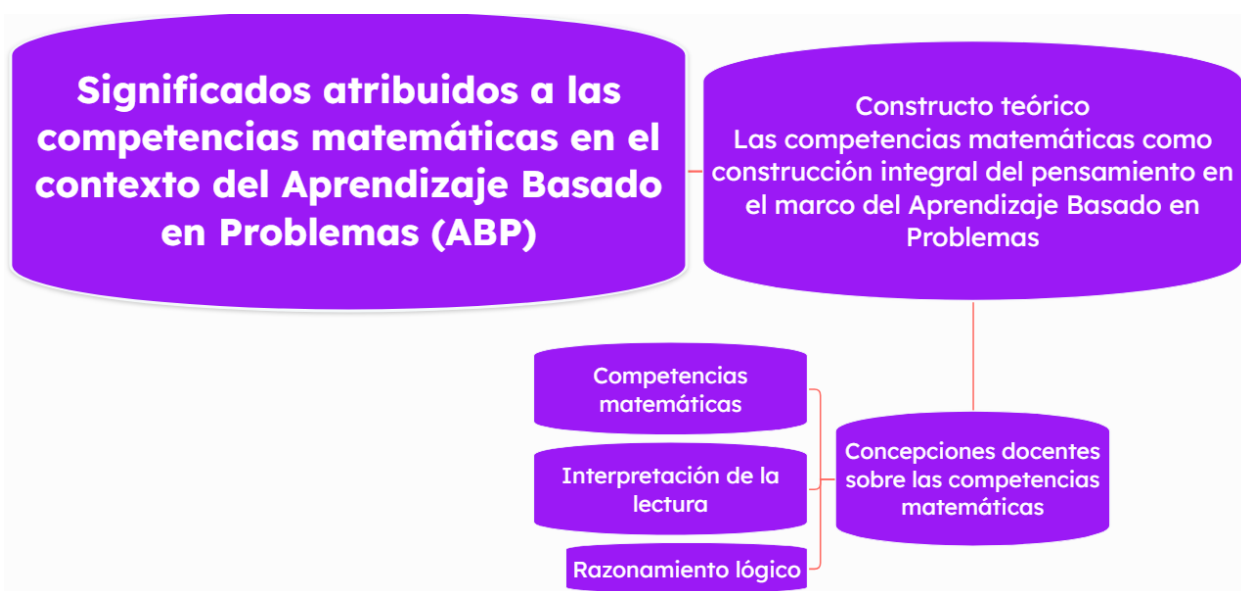 Significados atribuidos a las
competencias matemáticas en el
contexto del Aprendizaje Basado
en Problemas (ABP)
Constructo teórico
Las competencias matemáticas como
construcción integral del pensamiento en
el marco del Aprendizaje Basado en
Problemas
Competencias
matemáticas
Interpretación de la
lectura
Razonamiento lógico
Concepciones docentes
sobre las competencias
matemáticas